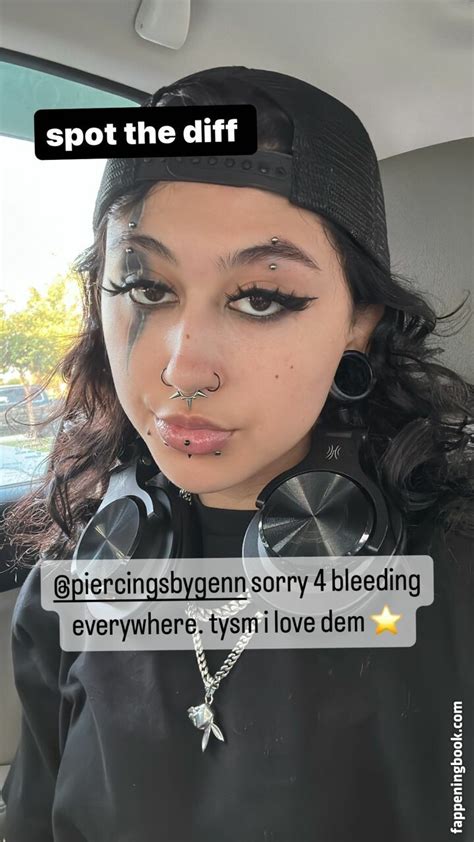 spot the diff
@piercingsbygenn sorry 4 bleeding
everywhere. tysm i love dem ⭐
fappeningbook.com